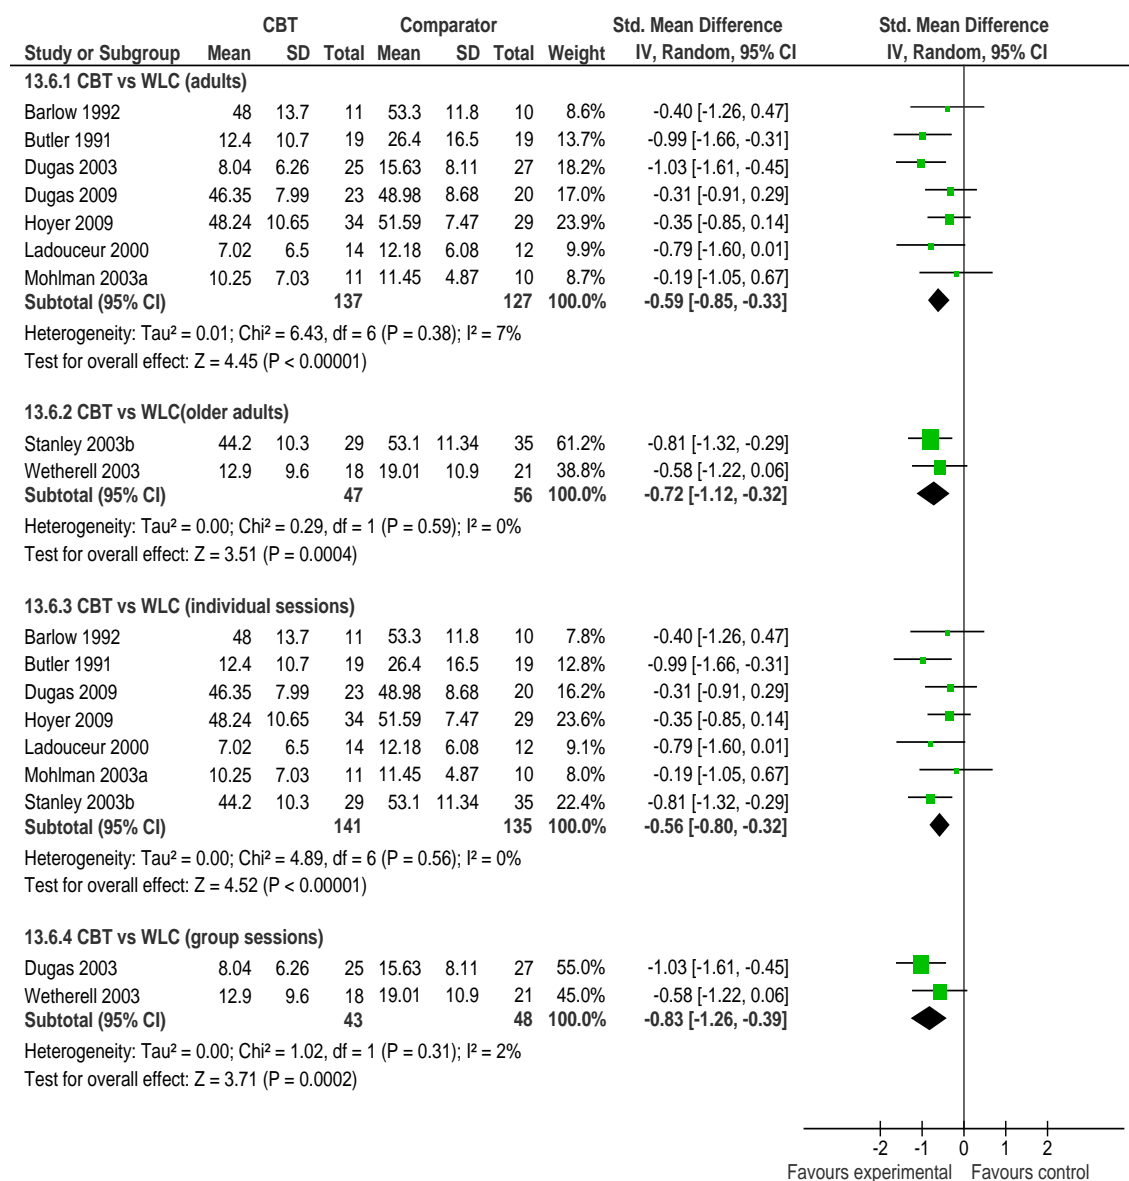 CBT Comparator Std. Mean Difference Std. Mean Difference
Study or Subgroup Mean SD Total Mean SD Total Weight IV, Random, 95% CI IV, Random, 95% CI
13.6.1 CBT vs WLC (adults)
Barlow 1992 48 13.7 11 53.3 11.8 10 8.6% -0.40 [-1.26, 0.47]
Butler 1991 12.4 10.7 19 26.4 16.5 19 13.7% -0.99 [-1.66, -0.31]
Dugas 2003 8.04 6.26 25 15.63 8.11 27 18.2% -1.03 [-1.61, -0.45]
Dugas 2009 46.35 7.99 23 48.98 8.68 20 17.0% -0.31 [-0.91, 0.29]
Hoyer 2009 48.24 10.65 34 51.59 7.47 29 23.9% -0.35 [-0.85, 0.14]
Ladouceur 2000 7.02 6.5 14 12.18 6.08 12 9.9% -0.79 [-1.60, 0.01]
Mohlman 2003a 10.25 7.03 11 11.45 4.87 10 8.7% -0.19 [-1.05, 0.67]
Subtotal (95% CI) 137 127 100.0% -0.59 [-0.85, -0.33]
Heterogeneity: Tau² = 0.01; Chi² = 6.43, df = 6 (P = 0.38); I² = 7%
Test for overall effect: Z = 4.45 (P < 0.00001)
13.6.2 CBT vs WLC(older adults)
Stanley 2003b 44.2 10.3 29 53.1 11.34 35 61.2% -0.81 [-1.32, -0.29]
Wetherell 2003 12.9 9.6 18 19.01 10.9 21 38.8% -0.58 [-1.22, 0.06]
Subtotal (95% CI) 47 56 100.0% -0.72 [-1.12, -0.32]
Heterogeneity: Tau² = 0.00; Chi² = 0.29, df = 1 (P = 0.59); I² = 0%
Test for overall effect: Z = 3.51 (P = 0.0004)
13.6.3 CBT vs WLC (individual sessions)
Barlow 1992 48 13.7 11 53.3 11.8 10 7.8% -0.40 [-1.26, 0.47]
Butler 1991 12.4 10.7 19 26.4 16.5 19 12.8% -0.99 [-1.66, -0.31]
Dugas 2009 46.35 7.99 23 48.98 8.68 20 16.2% -0.31 [-0.91, 0.29]
Hoyer 2009 48.24 10.65 34 51.59 7.47 29 23.6% -0.35 [-0.85, 0.14]
Ladouceur 2000 7.02 6.5 14 12.18 6.08 12 9.1% -0.79 [-1.60, 0.01]
Mohlman 2003a 10.25 7.03 11 11.45 4.87 10 8.0% -0.19 [-1.05, 0.67]
Stanley 2003b 44.2 10.3 29 53.1 11.34 35 22.4% -0.81 [-1.32, -0.29]
Subtotal (95% CI) 141 135 100.0% -0.56 [-0.80, -0.32]
Heterogeneity: Tau² = 0.00; Chi² = 4.89, df = 6 (P = 0.56); I² = 0%
Test for overall effect: Z = 4.52 (P < 0.00001)
13.6.4 CBT vs WLC (group sessions)
Dugas 2003 8.04 6.26 25 15.63 8.11 27 55.0% -1.03 [-1.61, -0.45]
Wetherell 2003 12.9 9.6 18 19.01 10.9 21 45.0% -0.58 [-1.22, 0.06]
Subtotal (95% CI) 43 48 100.0% -0.83 [-1.26, -0.39]
Heterogeneity: Tau² = 0.00; Chi² = 1.02, df = 1 (P = 0.31); I² = 2%
Test for overall effect: Z = 3.71 (P = 0.0002)
-2 -1 0 1 2
Favours experimental Favours control